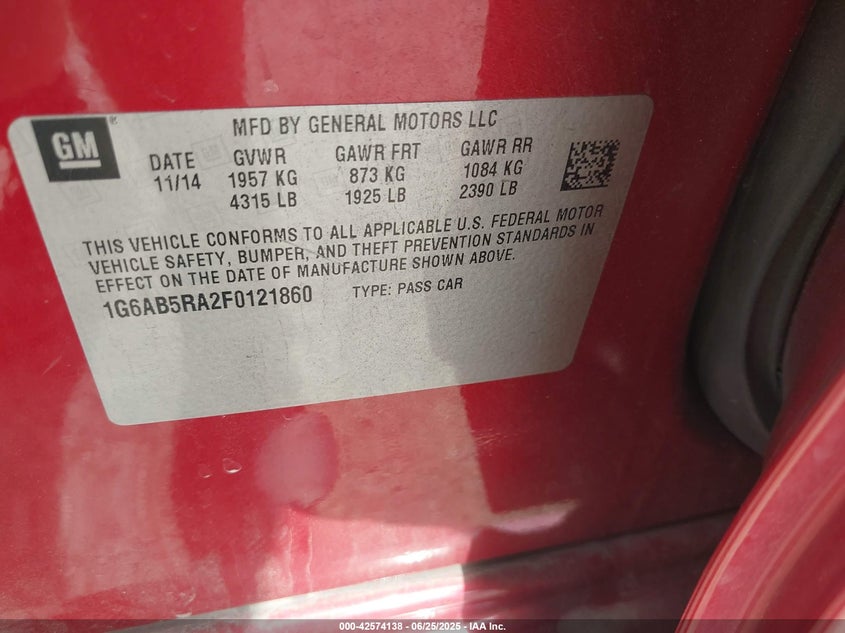 GM
MFD BY GENERAL MOTORS LLC
DATE GVWR GAWR FRT GAWR RR
11/14 1957 KG 873 KG 1084 KG
4315 LB 1925 LB 2390 LB
THIS VEHICLE CONFORMS TO ALL APPLICABLE U.S. FEDERAL MOTOR
VEHICLE SAFETY, BUMPER, AND THEFT PREVENTION STANDARDS IN
EFFECT ON THE DATE OF MANUFACTURE SHOWN ABOVE.
1G6AB5RA2F0121860 TYPE: PASS CAR
000-42574138 - 06/25/2025 - IAA Inc.